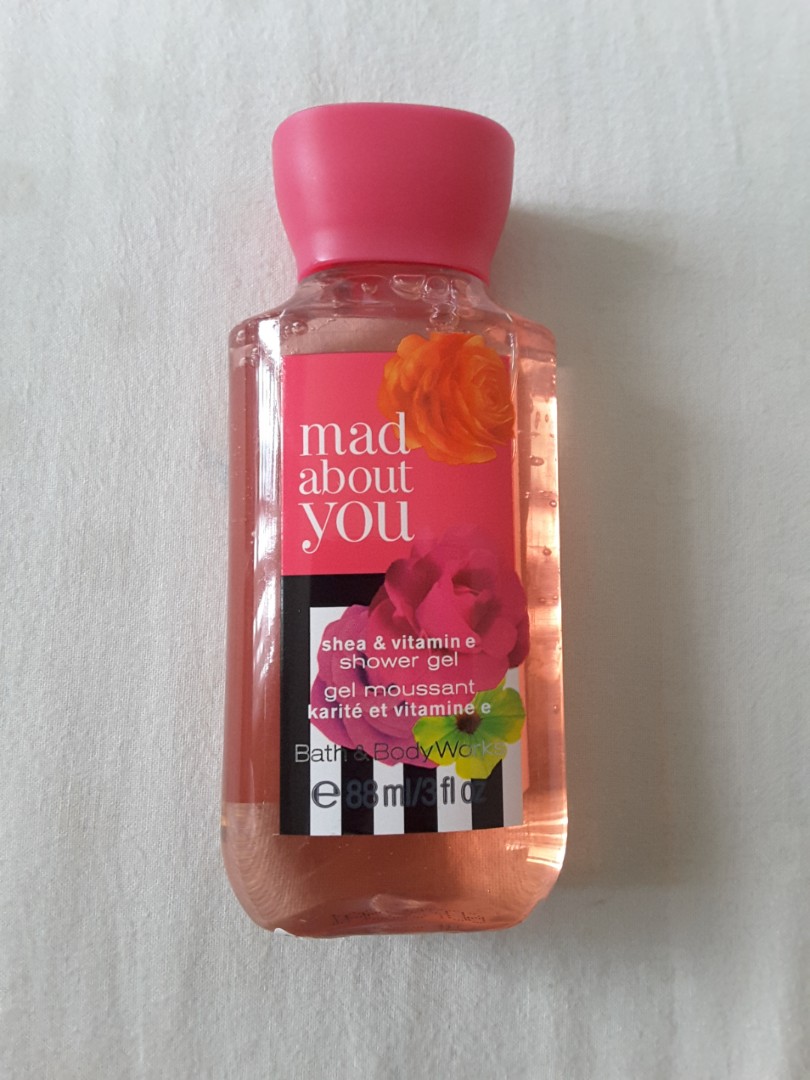 mad
about
you
shea & vitamin e
shower gel
gel moussant
karité et vitamine e
Bath & Body Works
℮ 88 ml/3 fl oz